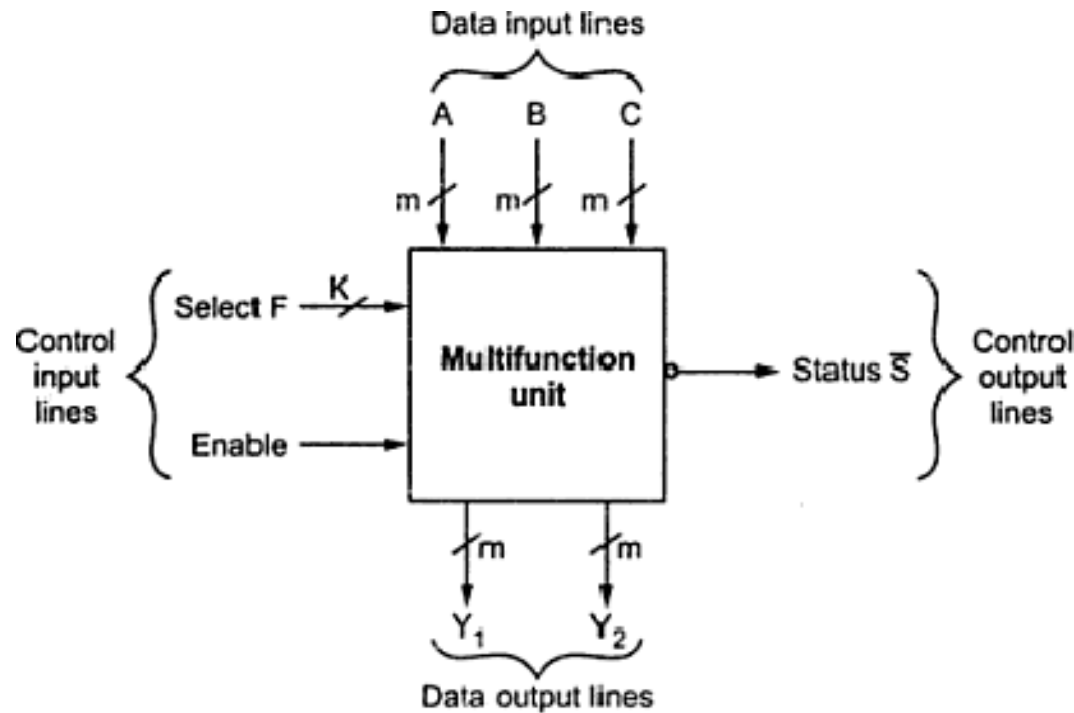 Data input lines
A B C
m m m
Select F K
Control
input
lines
Enable
Multifunction
unit
Status S̅
Control
output
lines
m m
Y₁ Y₂
Data output lines